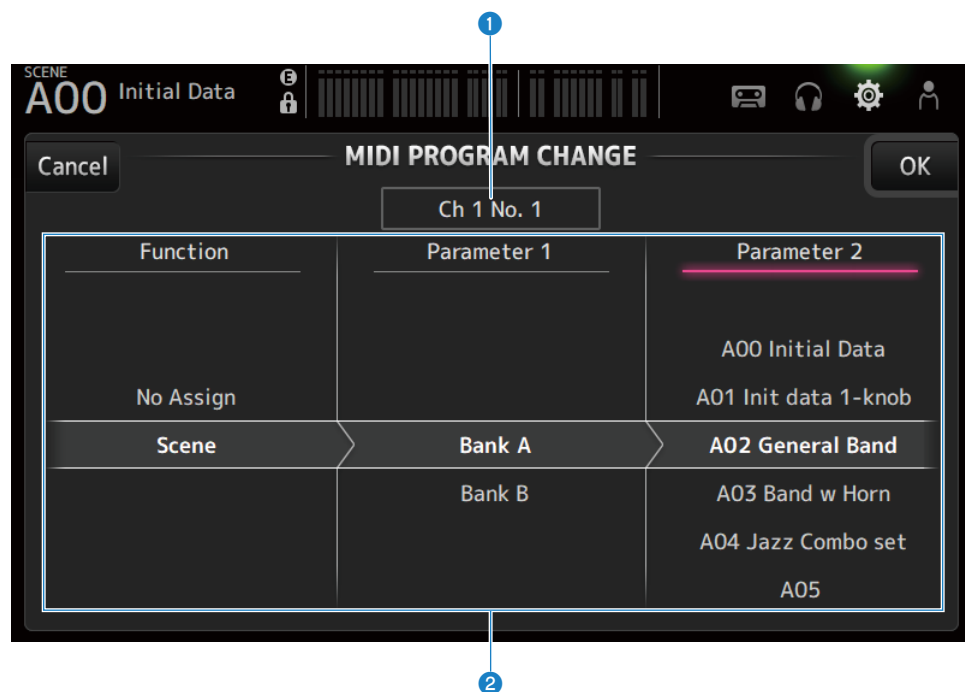 1
SCENE
A00 Initial Data
E
Cancel
MIDI PROGRAM CHANGE
OK
Ch 1 No. 1
Function
Parameter 1
Parameter 2
A00 Initial Data
No Assign
A01 Init data 1-knob
Scene
Bank A
A02 General Band
Bank B
A03 Band w Horn
A04 Jazz Combo set
A05
2